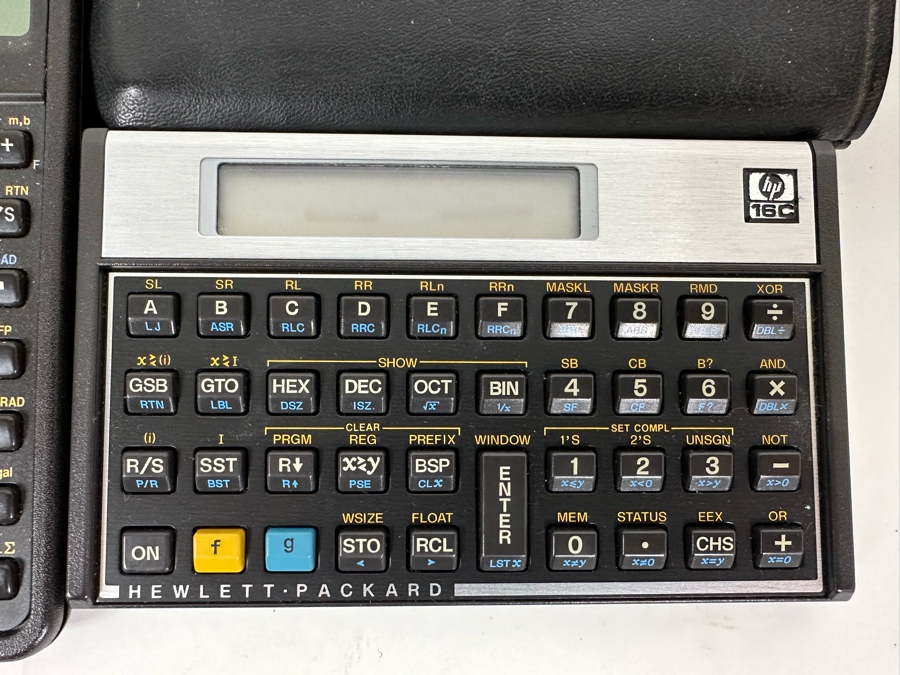 hp
16C
m,b
+
F
RTN
/S
AD
FP
RAD
gal
Σ
SL SR RL RR RLn RRn MASKL MASKR RMD XOR
A B C D E F 7 8 9 ÷
LJ ASR RLC RRC RLCn RRCn ABS DBL÷
x≷(i) x≷I SHOW SB CB B? AND
GSB GTO HEX DEC OCT BIN 4 5 6 ×
RTN LBL DSZ ISZ √x 1/x SF CF F? DBL×
CLEAR SET COMPL
(i) I PRGM REG PREFIX WINDOW 1'S 2'S UNSGN NOT
R/S SST R↓ x≷y BSP ENTER 1 2 3 −
P/R BST R↑ PSE CLx x≤y x<0 x>y x>0
WSIZE FLOAT MEM STATUS EEX OR
ON f g STO RCL 0 · CHS +
< > LSTx x≠y x≠0 x=y x=0
HEWLETT·PACKARD